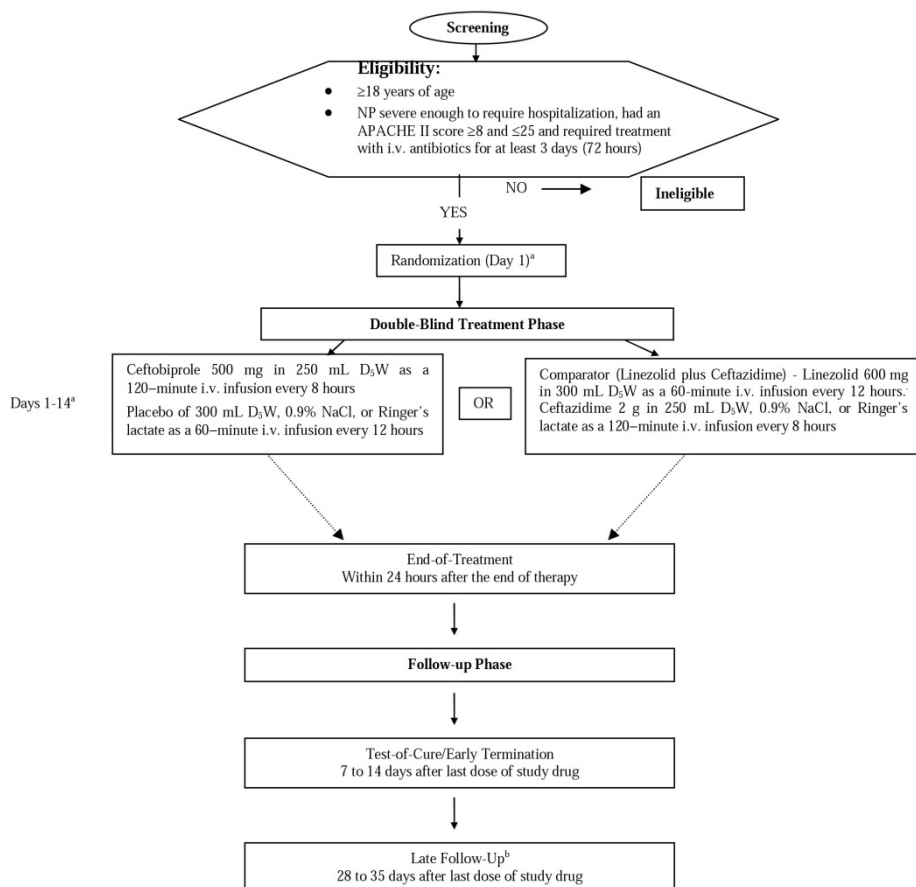 Screening
Eligibility:
• ≥18 years of age
• NP severe enough to require hospitalization, had an
APACHE II score ≥8 and ≤25 and required treatment
with i.v. antibiotics for at least 3 days (72 hours)
NO
Ineligible
YES
Randomization (Day 1)ᵃ
Double-Blind Treatment Phase
Days 1-14ᵃ
Ceftobiprole 500 mg in 250 mL D₅W as a
120–minute i.v. infusion every 8 hours
Placebo of 300 mL D₅W, 0.9% NaCl, or Ringer's
lactate as a 60–minute i.v. infusion every 12 hours
OR
Comparator (Linezolid plus Ceftazidime) - Linezolid 600 mg
in 300 mL D₅W as a 60-minute i.v. infusion every 12 hours.
Ceftazidime 2 g in 250 mL D₅W, 0.9% NaCl, or Ringer's
lactate as a 120–minute i.v. infusion every 8 hours
End-of-Treatment
Within 24 hours after the end of therapy
Follow-up Phase
Test-of-Cure/Early Termination
7 to 14 days after last dose of study drug
Late Follow-Upᵇ
28 to 35 days after last dose of study drug